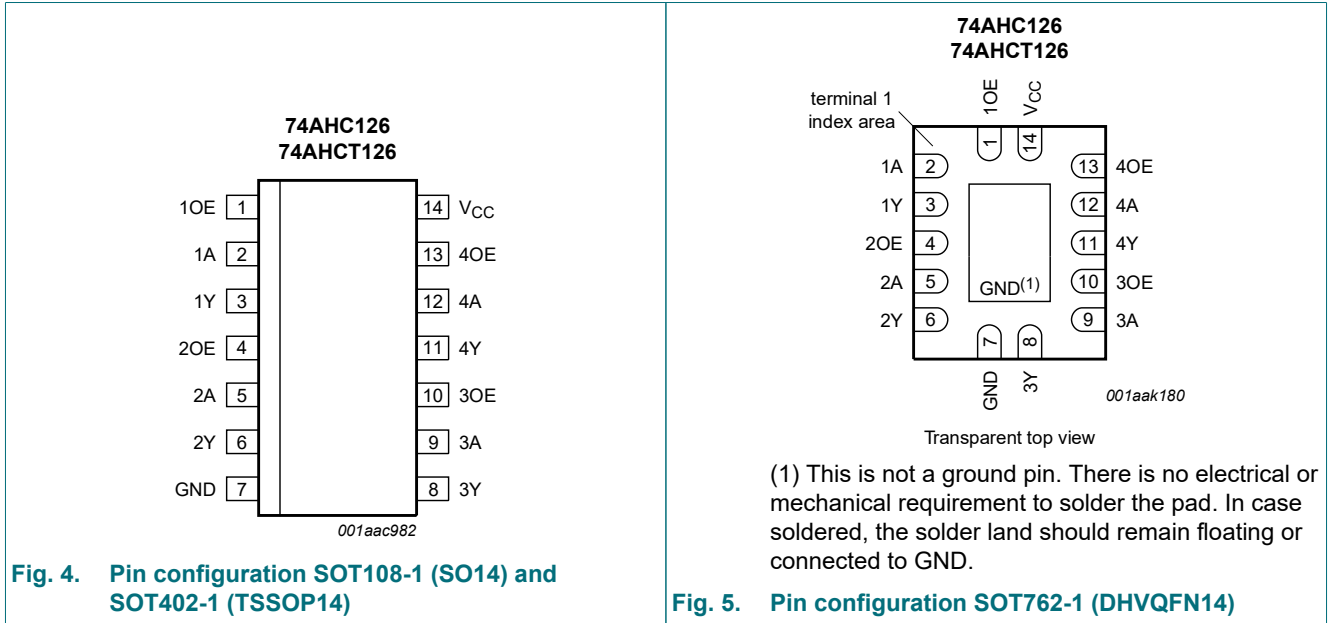 74AHC126
74AHCT126
1OE 1
14 VCC
1A 2
13 4OE
1Y 3
12 4A
2OE 4
11 4Y
2A 5
10 3OE
2Y 6
9 3A
GND 7
8 3Y
001aac982
Fig. 4. Pin configuration SOT108-1 (SO14) and
SOT402-1 (TSSOP14)
74AHC126
74AHCT126
terminal 1
index area
1OE
VCC
1
14
1A 2
13 4OE
1Y 3
12 4A
2OE 4
11 4Y
2A 5
10 3OE
GND(1)
2Y 6
9 3A
7
8
GND
3Y
001aak180
Transparent top view
(1) This is not a ground pin. There is no electrical or
mechanical requirement to solder the pad. In case
soldered, the solder land should remain floating or
connected to GND.
Fig. 5. Pin configuration SOT762-1 (DHVQFN14)